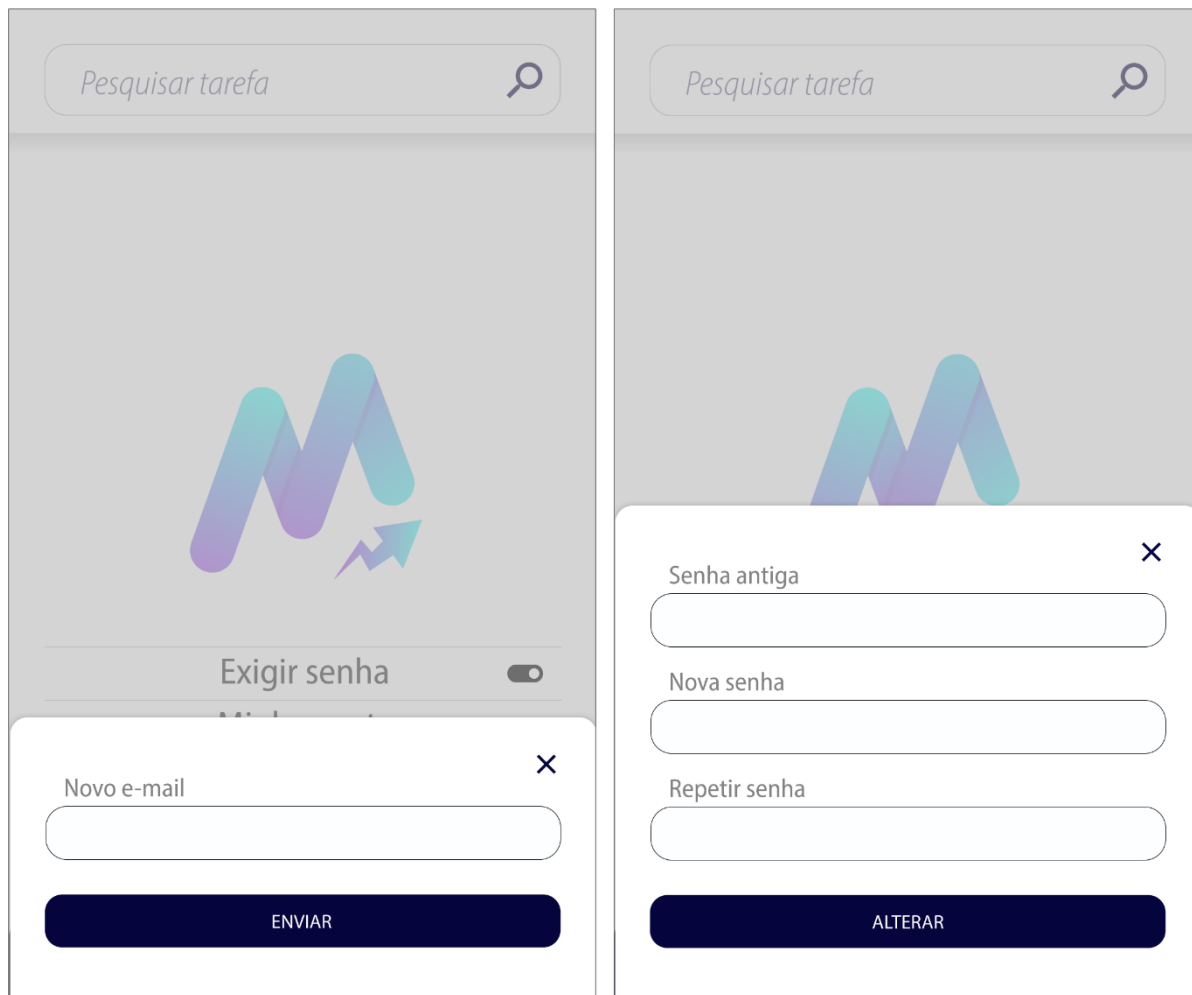 Pesquisar tarefa
Exigir senha
Novo e-mail
ENVIAR
Pesquisar tarefa
Senha antiga
Nova senha
Repetir senha
ALTERAR